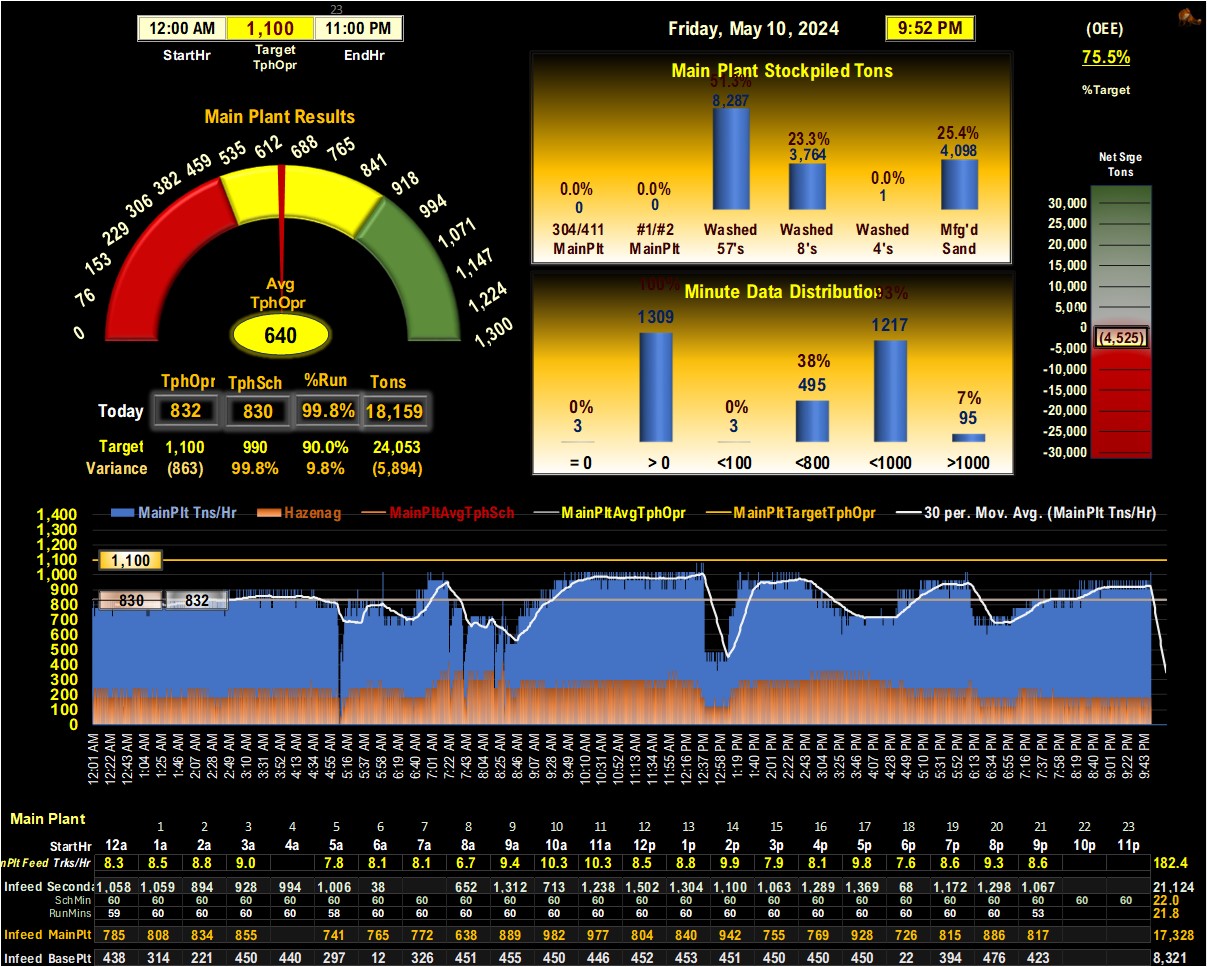 23
12:00 AM 1,100 11:00 PM
StartHr Target TphOpr EndHr
Friday, May 10, 2024 9:52 PM
(OEE)
75.5%
%Target
Main Plant Results
0 76 153 229 306 382 459 535 612 688 765 841 918 994 1,071 1,147 1,224 1,300
Avg
TphOpr
640
TphOpr TphSch %Run Tons
Today 832 830 99.8% 18,159
Target 1,100 990 90.0% 24,053
Variance (863) 99.8% 9.8% (5,894)
Main Plant Stockpiled Tons
0.0% 0.0% 51.3% 23.3% 0.0% 25.4%
0 0 8,287 3,764 1 4,098
304/411 #1/#2 Washed Washed Washed Mfg'd
MainPlt MainPlt 57's 8's 4's Sand
Minute Data Distribution
0% 100% 0% 38% 93% 7%
3 1309 3 495 1217 95
= 0 > 0 <100 <800 <1000 >1000
Net Srge
Tons
30,000
25,000
20,000
15,000
10,000
5,000
0
(4,525)
-5,000
-10,000
-15,000
-20,000
-25,000
-30,000
MainPlt Tns/Hr Hazenag MainPltAvgTphSch MainPltAvgTphOpr MainPltTargetTphOpr 30 per. Mov. Avg. (MainPlt Tns/Hr)
1,400
1,300
1,200
1,100
1,000
900
800
700
600
500
400
300
200
100
0
1,100
830 832
12:01 AM 12:22 AM 12:43 AM 1:04 AM 1:25 AM 1:46 AM 2:07 AM 2:28 AM 2:49 AM 3:10 AM 3:31 AM 3:52 AM 4:13 AM 4:34 AM 4:55 AM 5:16 AM 5:37 AM 5:58 AM 6:19 AM 6:40 AM 7:01 AM 7:22 AM 7:43 AM 8:04 AM 8:25 AM 8:46 AM 9:07 AM 9:28 AM 9:49 AM 10:10 AM 10:31 AM 10:52 AM 11:13 AM 11:34 AM 11:55 AM 12:16 PM 12:37 PM 12:58 PM 1:19 PM 1:40 PM 2:01 PM 2:22 PM 2:43 PM 3:04 PM 3:25 PM 3:46 PM 4:07 PM 4:28 PM 4:49 PM 5:10 PM 5:31 PM 5:52 PM 6:13 PM 6:34 PM 6:55 PM 7:16 PM 7:37 PM 7:58 PM 8:19 PM 8:40 PM 9:01 PM 9:22 PM 9:43 PM
Main Plant
1 2 3 4 5 6 7 8 9 10 11 12 13 14 15 16 17 18 19 20 21 22 23
StartHr 12a 1a 2a 3a 4a 5a 6a 7a 8a 9a 10a 11a 12p 1p 2p 3p 4p 5p 6p 7p 8p 9p 10p 11p
nPlt Feed Trks/Hr 8.3 8.5 8.8 9.0 7.8 8.1 8.1 6.7 9.4 10.3 10.3 8.5 8.8 9.9 7.9 8.1 9.8 7.6 8.6 9.3 8.6 182.4
Infeed Seconda 1,058 1,059 894 928 994 1,006 38 652 1,312 713 1,238 1,502 1,304 1,100 1,063 1,289 1,369 68 1,172 1,298 1,067 21,124
SchMin 60 60 60 60 60 60 60 60 60 60 60 60 60 60 60 60 60 60 60 60 60 60 60 60 22.0
RunMins 59 60 60 60 60 58 60 60 60 60 60 60 60 60 60 60 60 60 60 60 60 53 21.8
Infeed MainPlt 785 808 834 855 741 765 772 638 889 982 977 804 840 942 755 769 928 726 815 886 817 17,328
Infeed BasePlt 438 314 221 450 440 297 12 326 451 455 450 446 452 453 451 450 450 450 22 394 476 423 8,321